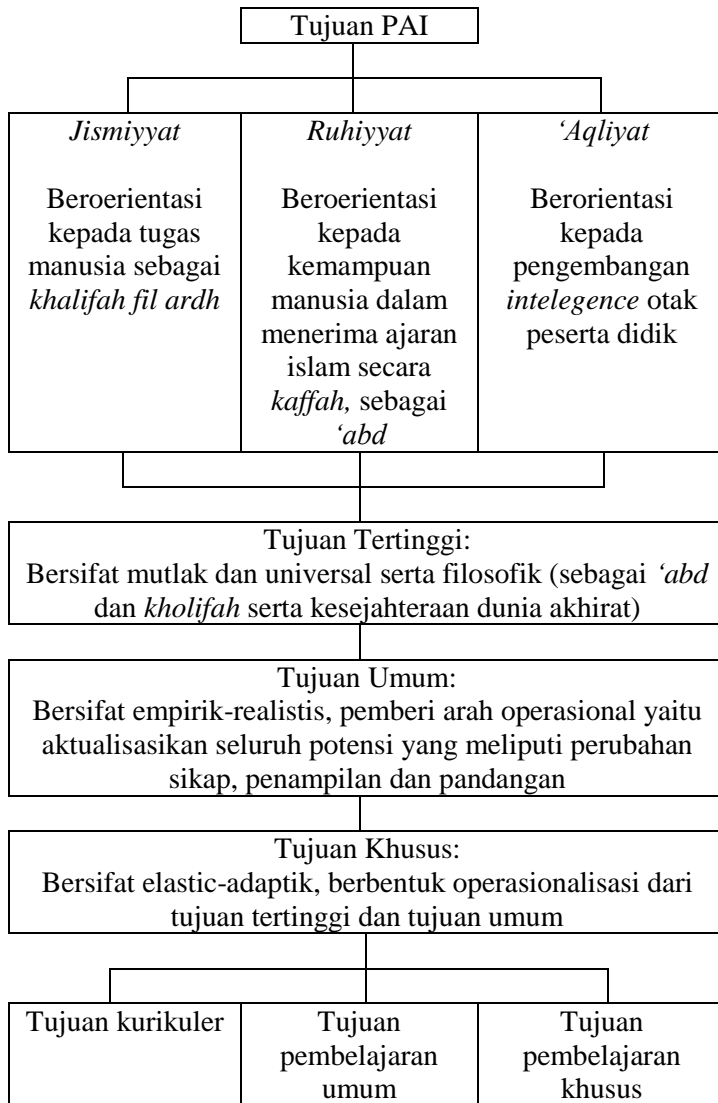 Tujuan PAI
Jismiyyat
Beroerientasi
kepada tugas
manusia sebagai
khalifah fil ardh
Ruhiyyat
Beroerientasi
kepada
kemampuan
manusia dalam
menerima ajaran
islam secara
kaffah, sebagai
‘abd
‘Aqliyat
Berorientasi
kepada
pengembangan
intelegence otak
peserta didik
Tujuan Tertinggi:
Bersifat mutlak dan universal serta filosofik (sebagai ‘abd
dan kholifah serta kesejahteraan dunia akhirat)
Tujuan Umum:
Bersifat empirik-realistis, pemberi arah operasional yaitu
aktualisasikan seluruh potensi yang meliputi perubahan
sikap, penampilan dan pandangan
Tujuan Khusus:
Bersifat elastic-adaptik, berbentuk operasionalisasi dari
tujuan tertinggi dan tujuan umum
Tujuan kurikuler
Tujuan
pembelajaran
umum
Tujuan
pembelajaran
khusus